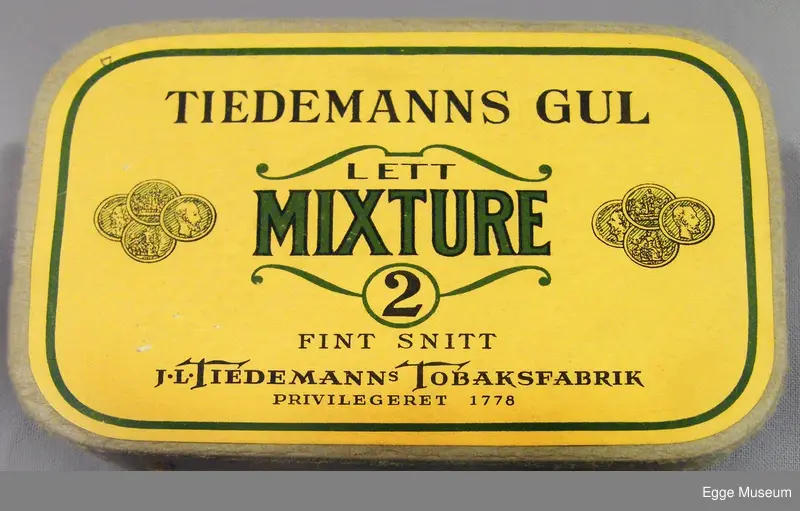 TIEDEMANNS GUL
LETT
MIXTURE
2
FINT SNITT
J·L·TIEDEMANNS TOBAKSFABRIK
PRIVILEGERET 1778
Egge Museum